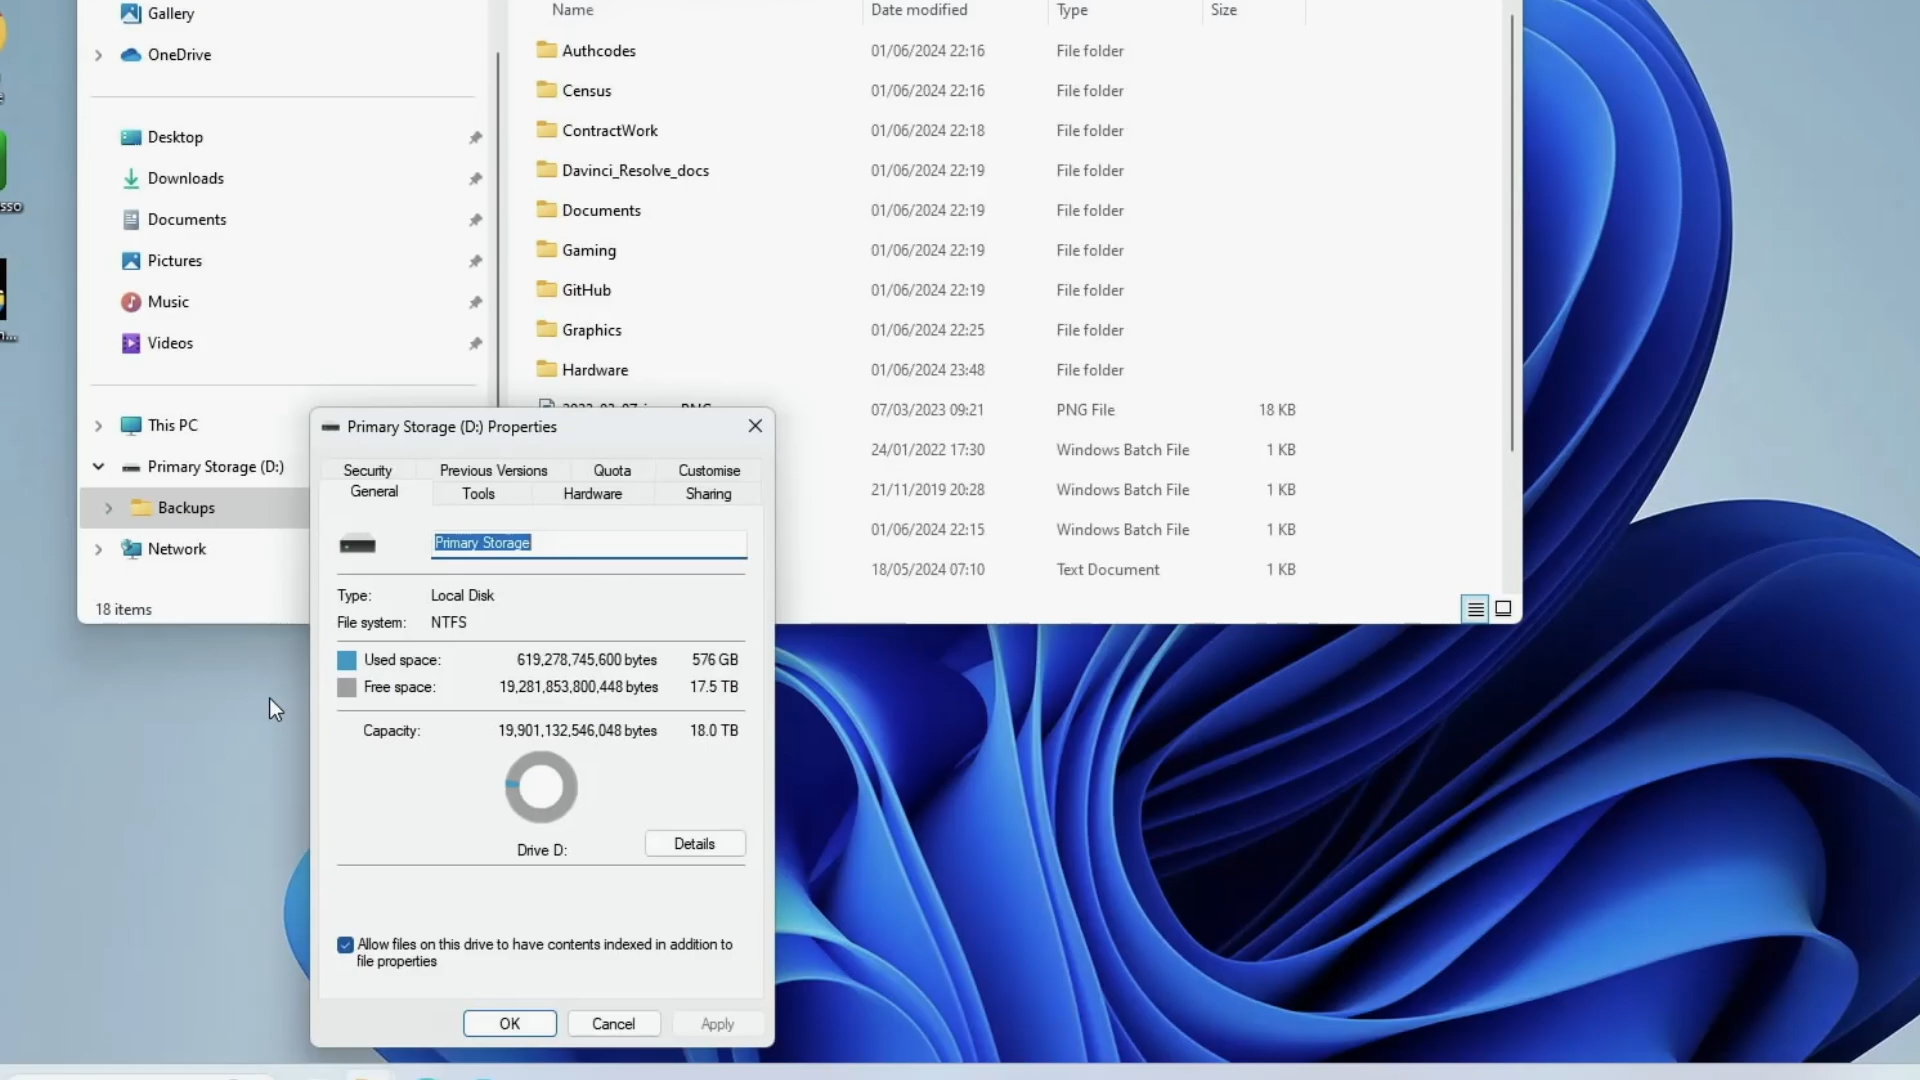 Gallery
OneDrive
Desktop
Downloads
Documents
Pictures
Music
Videos
This PC
Primary Storage (D:)
Backups
Network
18 items
Name Date modified Type Size
Authcodes 01/06/2024 22:16 File folder
Census 01/06/2024 22:16 File folder
ContractWork 01/06/2024 22:18 File folder
Davinci_Resolve_docs 01/06/2024 22:19 File folder
Documents 01/06/2024 22:19 File folder
Gaming 01/06/2024 22:19 File folder
GitHub 01/06/2024 22:19 File folder
Graphics 01/06/2024 22:25 File folder
Hardware 01/06/2024 23:48 File folder
07/03/2023 09:21 PNG File 18 KB
24/01/2022 17:30 Windows Batch File 1 KB
21/11/2019 20:28 Windows Batch File 1 KB
01/06/2024 22:15 Windows Batch File 1 KB
18/05/2024 07:10 Text Document 1 KB
Primary Storage (D:) Properties
Security Previous Versions Quota Customise
General Tools Hardware Sharing
Primary Storage
Type: Local Disk
File system: NTFS
Used space: 619,278,745,600 bytes 576 GB
Free space: 19,281,853,800,448 bytes 17.5 TB
Capacity: 19,901,132,546,048 bytes 18.0 TB
Drive D:
Details
Allow files on this drive to have contents indexed in addition to
file properties
OK Cancel Apply